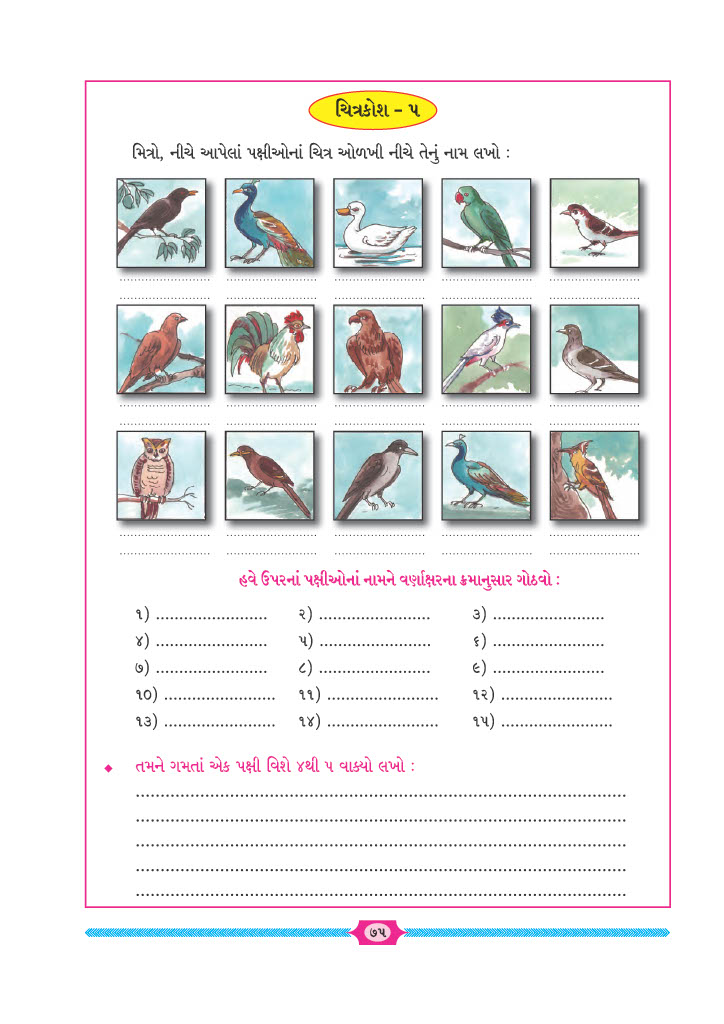 ચિત્રકોશ – ૫
મિત્રો, નીચે આપેલાં પક્ષીઓનાં ચિત્ર ઓળખી નીચે તેનું નામ લખો :
હવે ઉપરનાં પક્ષીઓનાં નામને વર્ણાક્ષરના ક્રમાનુસાર ગોઠવો :
૧) ........................ ૨) ........................ ૩) ........................
૪) ........................ ૫) ........................ ૬) ........................
૭) ........................ ૮) ........................ ૯) ........................
૧૦) ........................ ૧૧) ........................ ૧૨) ........................
૧૩) ........................ ૧૪) ........................ ૧૫) ........................
◆ તમને ગમતાં એક પક્ષી વિશે ૪થી ૫ વાક્યો લખો :
૭૫